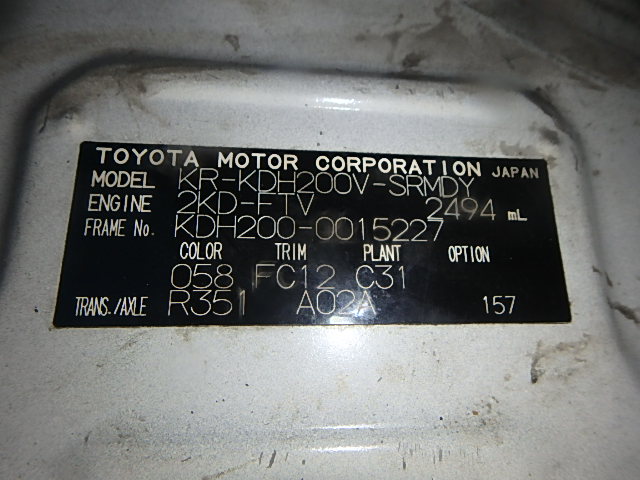 TOYOTA MOTOR CORPORATION JAPAN
MODEL KR-KDH200V-SRMDY
ENGINE 2KD-FTV 2494 mL
FRAME No. KDH200-0015227
COLOR TRIM PLANT OPTION
058 FC12 C31
TRANS./AXLE R351 A02A 157